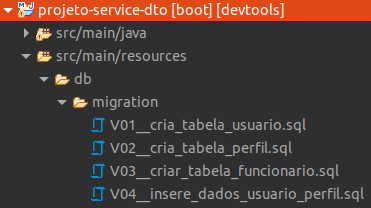 projeto-service-dto [boot] [devtools]
src/main/java
src/main/resources
db
migration
V01__cria_tabela_usuario.sql
V02__cria_tabela_perfil.sql
V03__criar_tabela_funcionario.sql
V04__insere_dados_usuario_perfil.sql